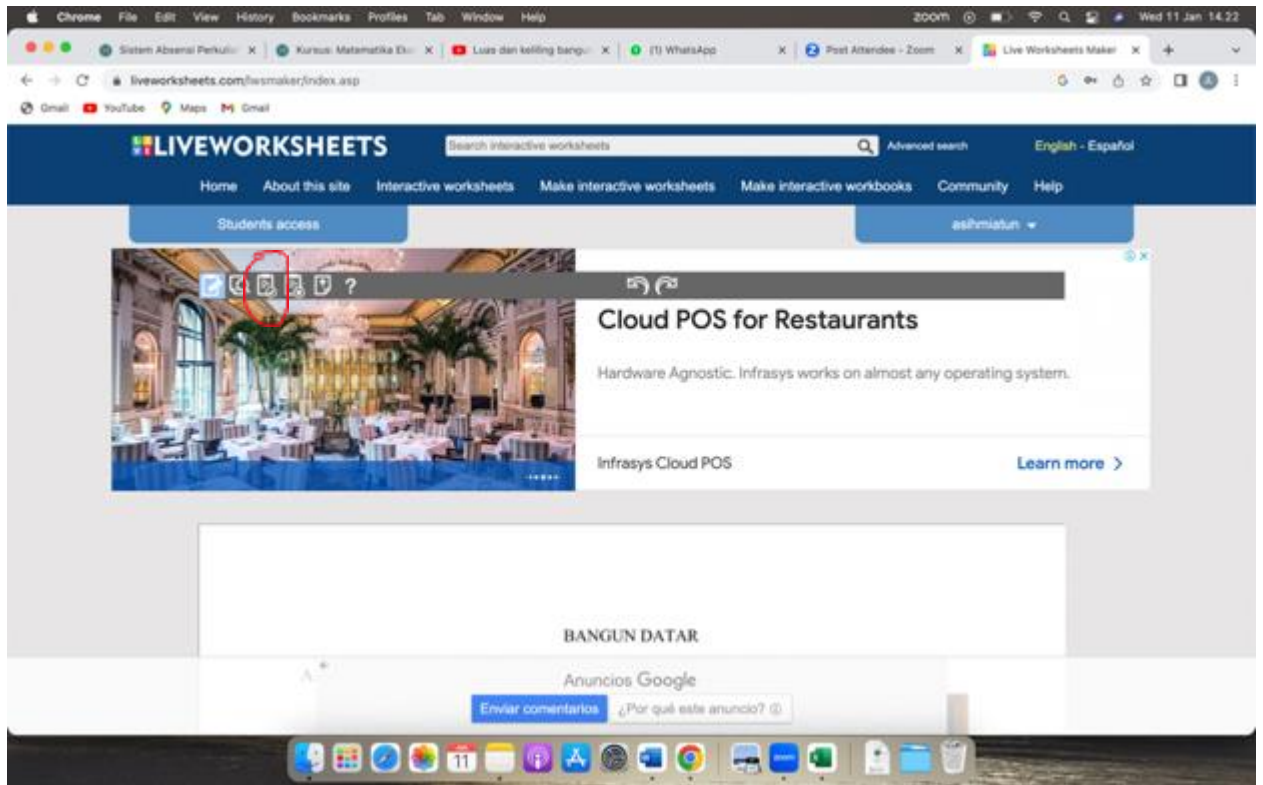 Chrome File Edit View History Bookmarks Profiles Tab Window Help zoom Wed 11 Jan 14.22
Sistem Absensi Perkulia Kursus: Matematika Ek Luas dan keliling bangu (1) WhatsApp Post Attendee - Zoom Live Worksheets Maker
liveworksheets.com/lwsmaker/index.asp
Gmail YouTube Maps Gmail
LIVEWORKSHEETS Search interactive worksheets Advanced search English - Español
Home About this site Interactive worksheets Make interactive worksheets Make interactive workbooks Community Help
Students access asihmiatun
?
Cloud POS for Restaurants
Hardware Agnostic. Infrasys works on almost any operating system.
Infrasys Cloud POS Learn more >
BANGUN DATAR
A
Anuncios Google
Enviar comentarios ¿Por qué este anuncio?
11
zoom